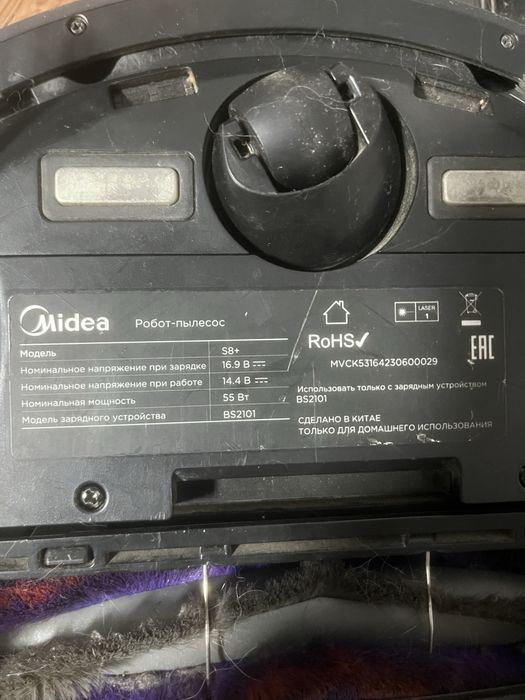 Midea Робот-пылесос
Модель S8+
Номинальное напряжение при зарядке 16.9 В
Номинальное напряжение при работе 14.4 В
Номинальная мощность 55 Вт
Модель зарядного устройства BS2101
LASER
1
RoHS
EAC
MVCK53164230600029
Использовать только с зарядным устройством
BS2101
СДЕЛАНО В КИТАЕ
ТОЛЬКО ДЛЯ ДОМАШНЕГО ИСПОЛЬЗОВАНИЯ